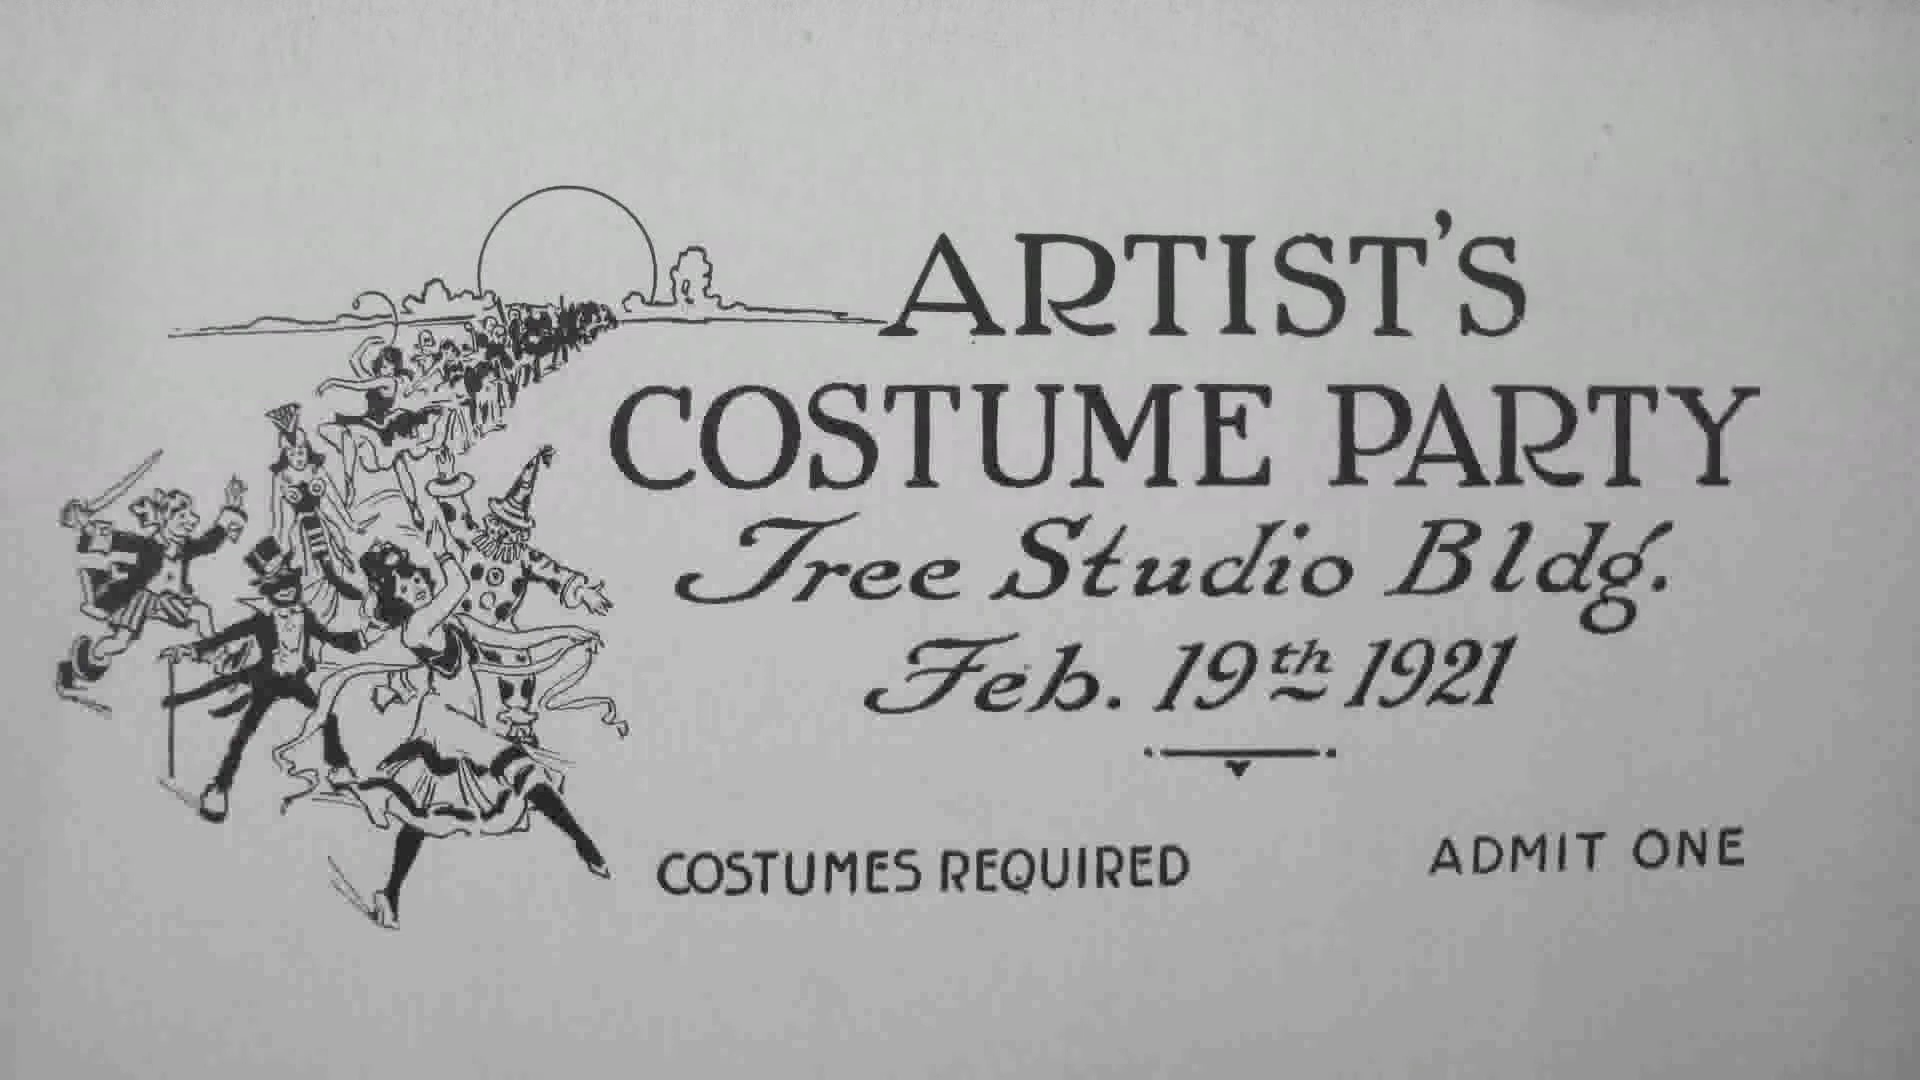 ARTIST'S
COSTUME PARTY
Tree Studio Bldg.
Feb. 19th 1921
COSTUMES REQUIRED
ADMIT ONE